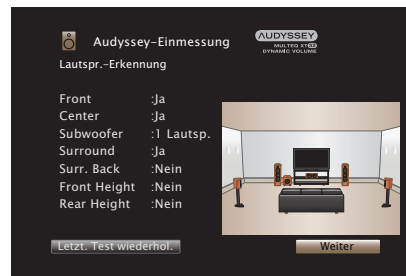 Audyssey-Einmessung
AUDYSSEY
MULTEQ XT32
DYNAMIC VOLUME
Lautspr.-Erkennung
Front :Ja
Center :Ja
Subwoofer :1 Lautsp.
Surround :Ja
Surr. Back :Nein
Front Height :Nein
Rear Height :Nein
Letzt. Test wiederhol.
Weiter